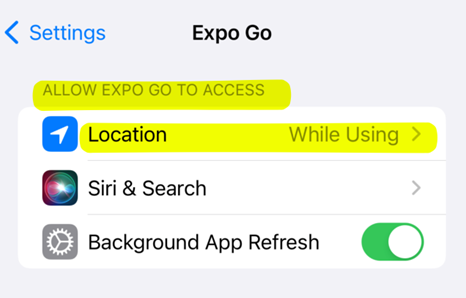 Settings
Expo Go
ALLOW EXPO GO TO ACCESS
Location While Using
Siri & Search
Background App Refresh